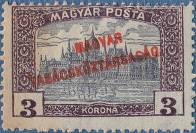 MAGYAR POSTA
MAGYAR
TANÁCSKÖZTÁRSASÁG
3 KORONA 3